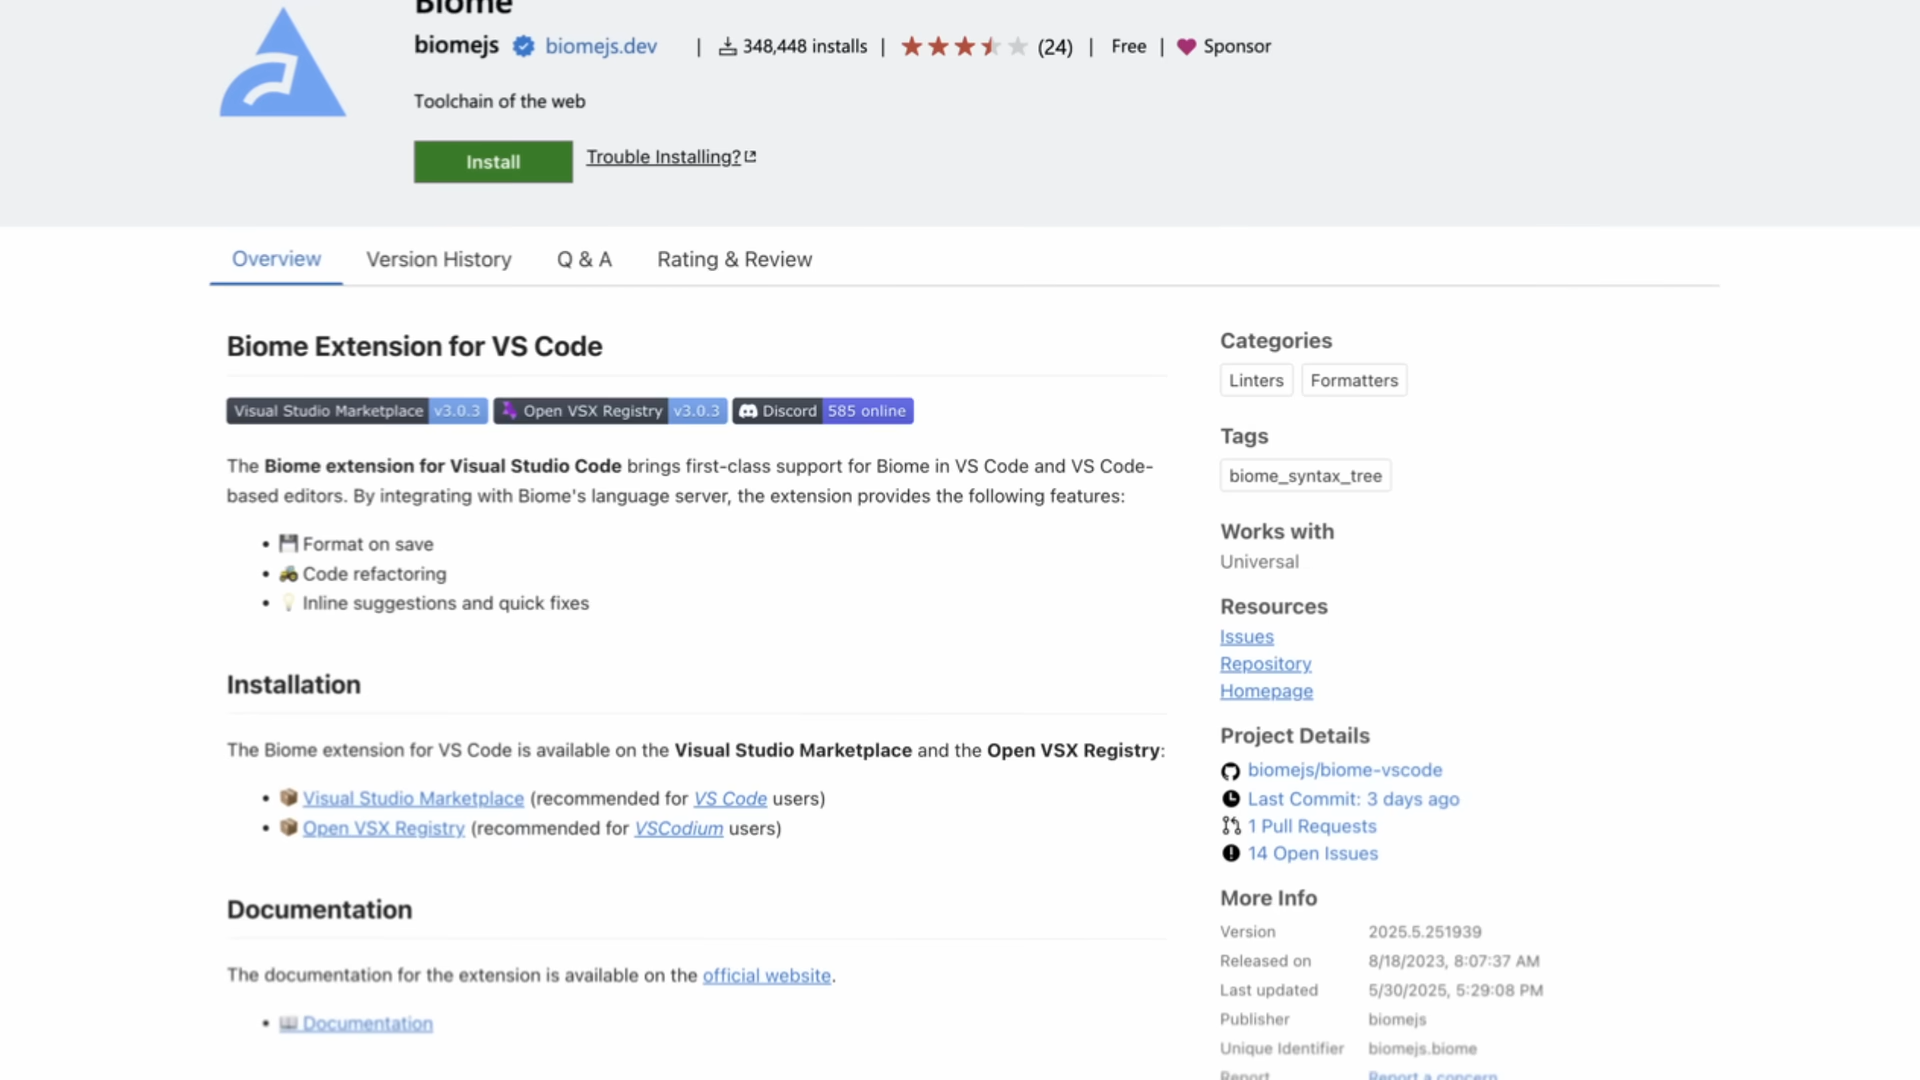 Biome
biomejs biomejs.dev | 348,448 installs | (24) | Free | Sponsor
Toolchain of the web
Install Trouble Installing?
Overview Version History Q & A Rating & Review
Biome Extension for VS Code
Visual Studio Marketplace v3.0.3 Open VSX Registry v3.0.3 Discord 585 online
The Biome extension for Visual Studio Code brings first-class support for Biome in VS Code and VS Code-
based editors. By integrating with Biome's language server, the extension provides the following features:
• 💾 Format on save
• 🚜 Code refactoring
• 💡 Inline suggestions and quick fixes
Installation
The Biome extension for VS Code is available on the Visual Studio Marketplace and the Open VSX Registry:
• 📦 Visual Studio Marketplace (recommended for VS Code users)
• 📦 Open VSX Registry (recommended for VSCodium users)
Documentation
The documentation for the extension is available on the official website.
• 📖 Documentation
Categories
Linters Formatters
Tags
biome_syntax_tree
Works with
Universal
Resources
Issues
Repository
Homepage
Project Details
biomejs/biome-vscode
Last Commit: 3 days ago
1 Pull Requests
14 Open Issues
More Info
Version 2025.5.251939
Released on 8/18/2023, 8:07:37 AM
Last updated 5/30/2025, 5:29:08 PM
Publisher biomejs
Unique Identifier biomejs.biome
Report Report a concern